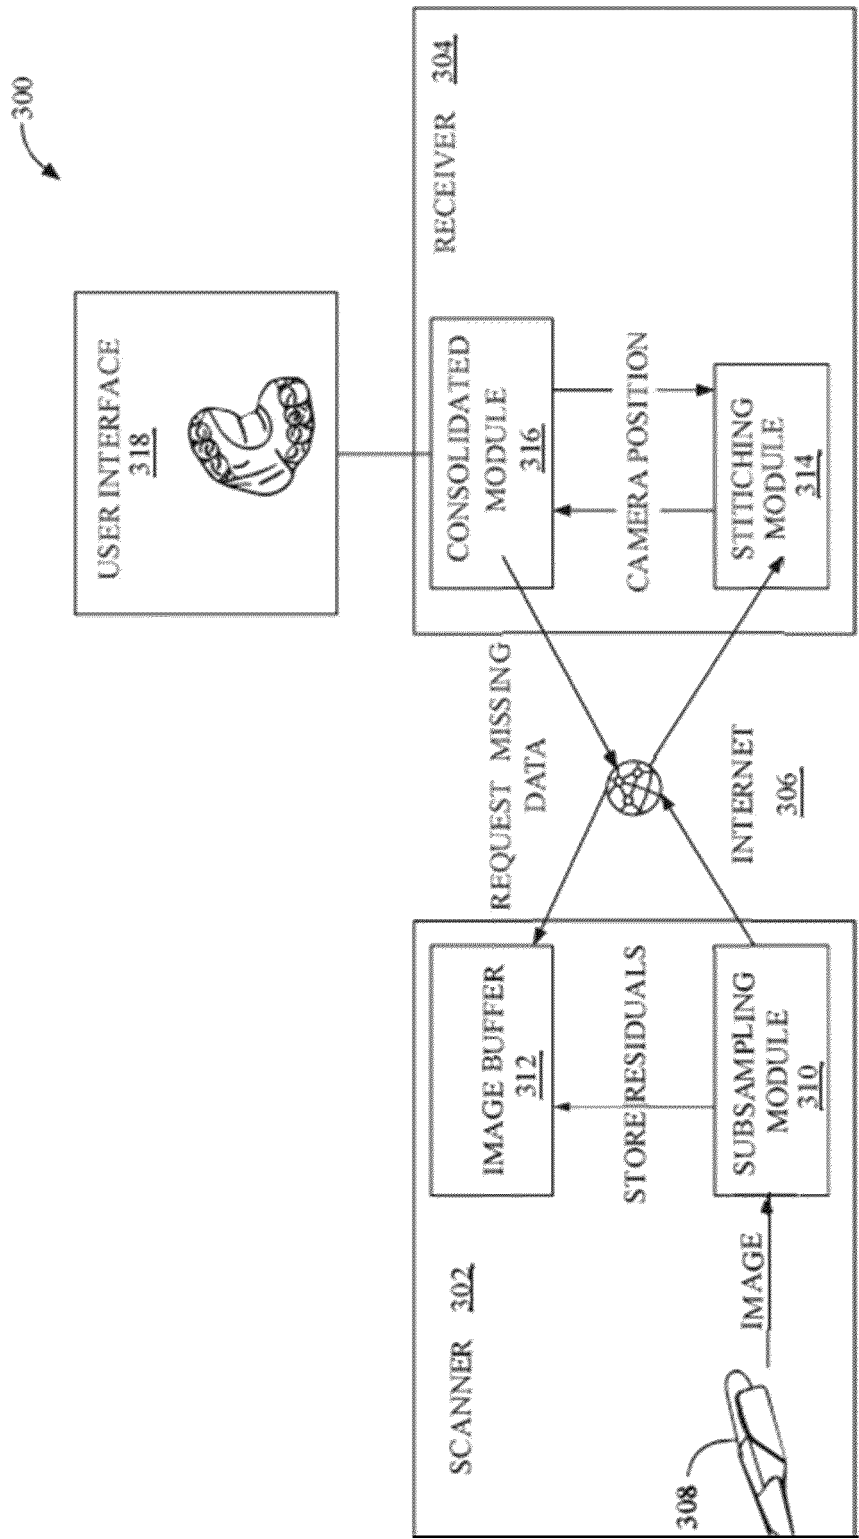 300
USER INTERFACE
318
RECEIVER 304
CONSOLIDATED
MODULE
316
CAMERA POSITION
STITICHING
MODULE
314
REQUEST MISSING
DATA
INTERNET
306
SCANNER 302
IMAGE BUFFER
312
STORE RESIDUALS
SUBSAMPLING
MODULE
310
IMAGE
308